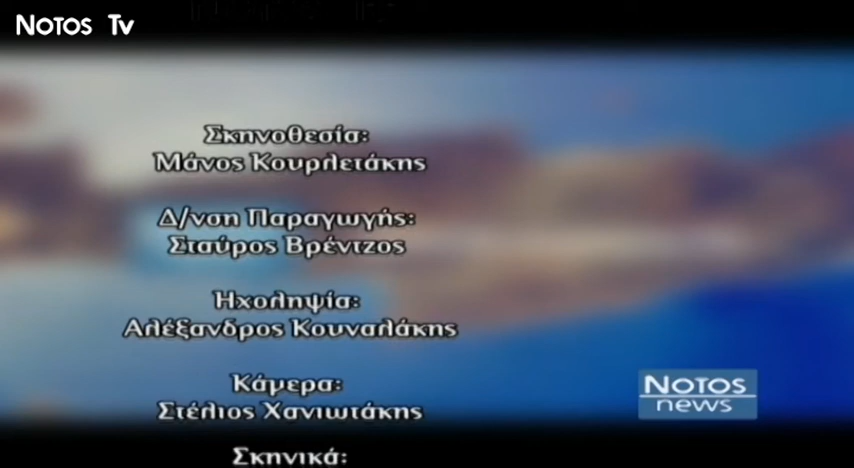 NOTOS TV
Σκηνοθεσία:
Μάνος Κουρλετάκης
Δ/νση Παραγωγής:
Σταύρος Βρέντζος
Ηχοληψία:
Αλέξανδρος Κουναλάκης
Κάμερα:
Στέλιος Χανιωτάκης
NOTOS
news
Σκηνικά: